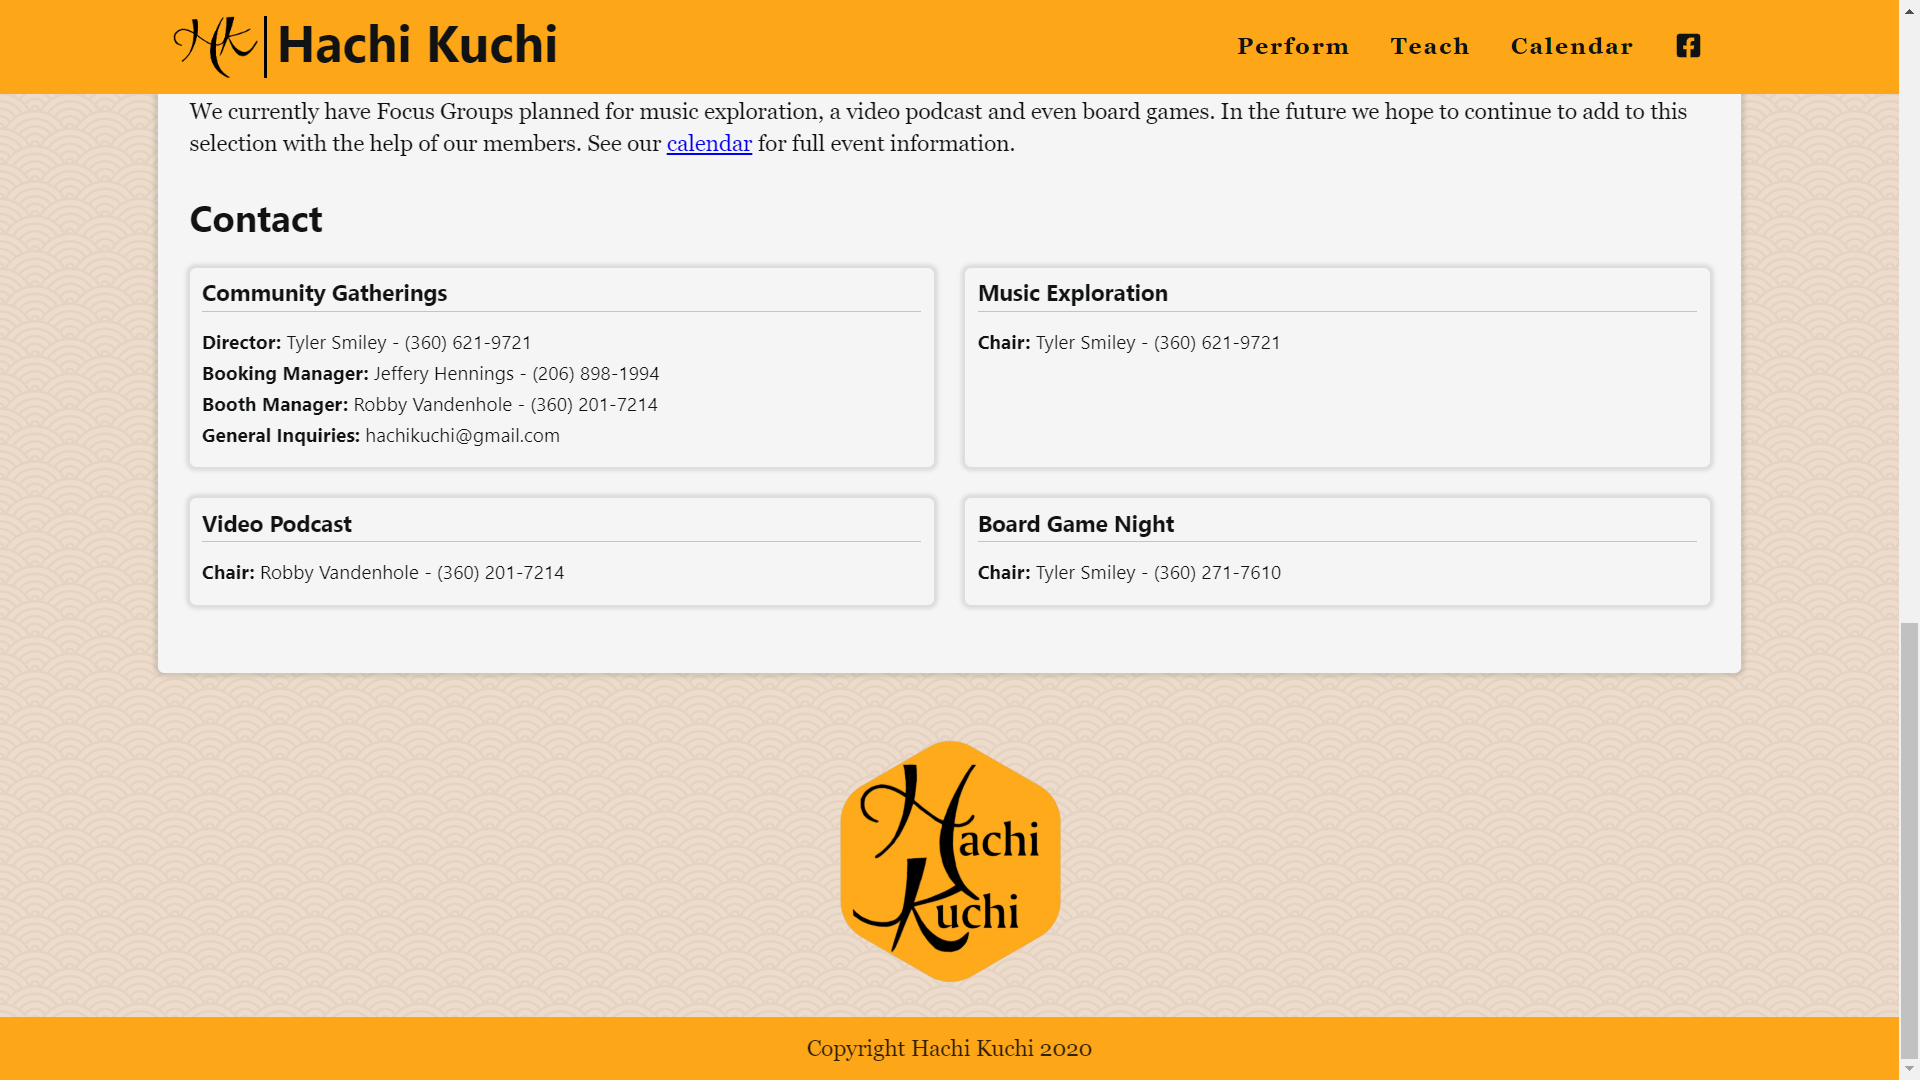 HK Hachi Kuchi
Perform Teach Calendar
We currently have Focus Groups planned for music exploration, a video podcast and even board games. In the future we hope to continue to add to this
selection with the help of our members. See our calendar for full event information.
Contact
Community Gatherings
Director: Tyler Smiley - (360) 621-9721
Booking Manager: Jeffery Hennings - (206) 898-1994
Booth Manager: Robby Vandenhole - (360) 201-7214
General Inquiries: hachikuchi@gmail.com
Music Exploration
Chair: Tyler Smiley - (360) 621-9721
Video Podcast
Chair: Robby Vandenhole - (360) 201-7214
Board Game Night
Chair: Tyler Smiley - (360) 271-7610
Hachi
Kuchi
Copyright Hachi Kuchi 2020